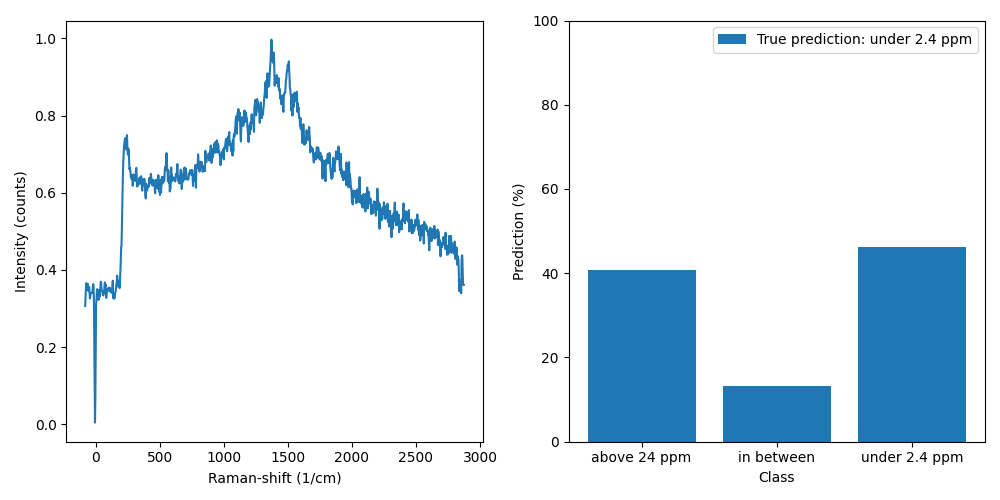 1.0
0.8
0.6
0.4
0.2
0.0
Intensity (counts)
0 500 1000 1500 2000 2500 3000
Raman-shift (1/cm)
100
80
60
40
20
0
Prediction (%)
True prediction: under 2.4 ppm
above 24 ppm in between under 2.4 ppm
Class